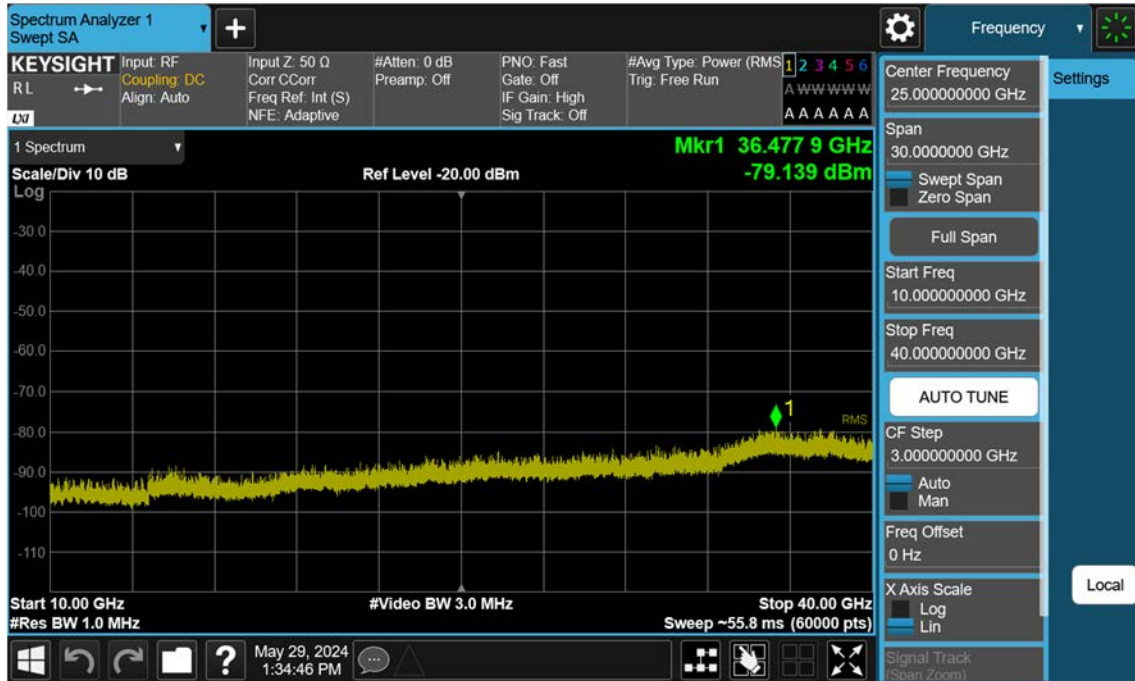 Spectrum Analyzer 1
Swept SA
+
Frequency
KEYSIGHT
R L
LXI
Input: RF
Coupling: DC
Align: Auto
Input Z: 50 Ω
Corr CCorr
Freq Ref: Int (S)
NFE: Adaptive
#Atten: 0 dB
Preamp: Off
PNO: Fast
Gate: Off
IF Gain: High
Sig Track: Off
#Avg Type: Power (RMS
Trig: Free Run
1 2 3 4 5 6
A W W W W W
A A A A A A
1 Spectrum
Mkr1 36.477 9 GHz
-79.139 dBm
Scale/Div 10 dB
Ref Level -20.00 dBm
Log
-30.0
-40.0
-50.0
-60.0
-70.0
-80.0
-90.0
-100
-110
1
RMS
Start 10.00 GHz
#Video BW 3.0 MHz
Stop 40.00 GHz
#Res BW 1.0 MHz
Sweep ~55.8 ms (60000 pts)
?
May 29, 2024
1:34:46 PM
Center Frequency
25.000000000 GHz
Span
30.0000000 GHz
Swept Span
Zero Span
Full Span
Start Freq
10.000000000 GHz
Stop Freq
40.000000000 GHz
AUTO TUNE
CF Step
3.000000000 GHz
Auto
Man
Freq Offset
0 Hz
X Axis Scale
Log
Lin
Signal Track
(Span Zoom)
Settings
Local